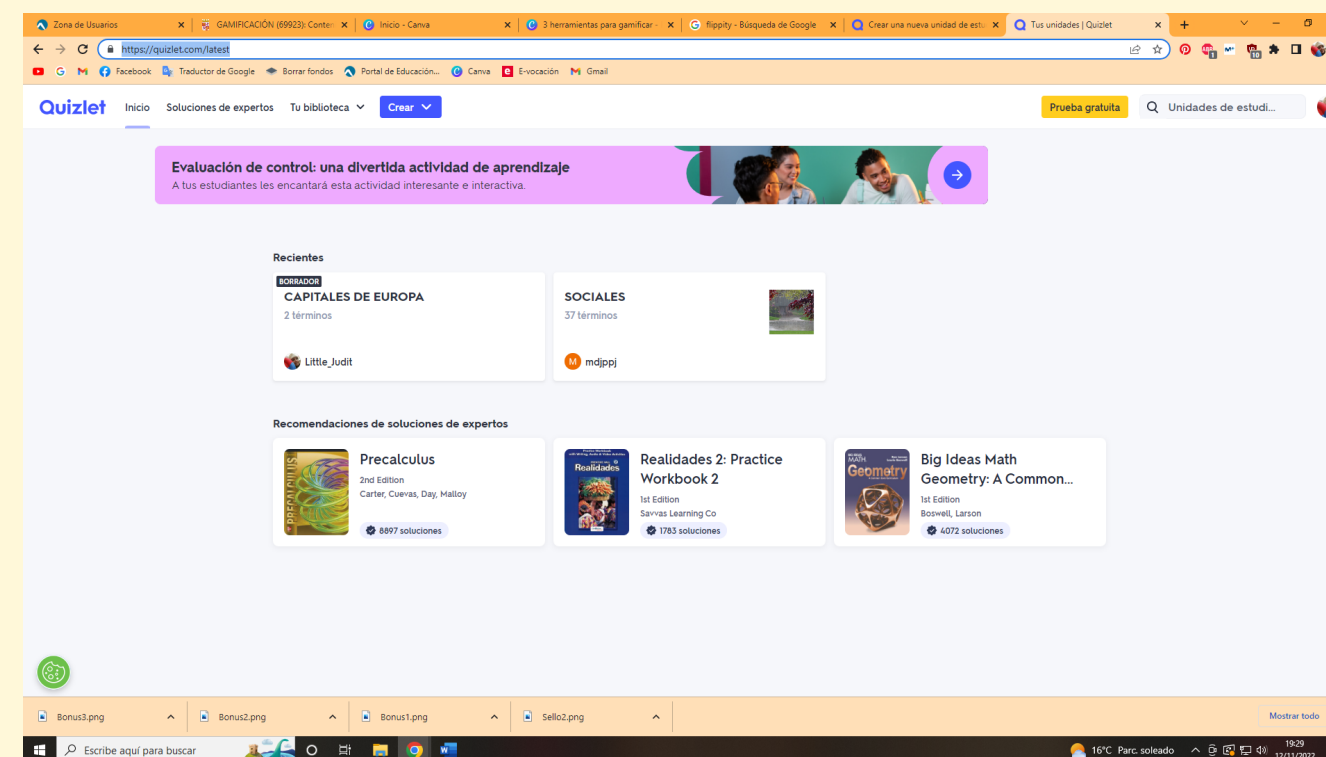 Zona de Usuarios
GAMIFICACIÓN (69923): Conten
Inicio - Canva
3 herramientas para gamificar -
flippity - Búsqueda de Google
Crear una nueva unidad de estu
Tus unidades | Quizlet
https://quizlet.com/latest
Facebook Traductor de Google Borrar fondos Portal de Educación... Canva E-vocación Gmail
Quizlet Inicio Soluciones de expertos Tu biblioteca Crear Prueba gratuita Unidades de estudi...
Evaluación de control: una divertida actividad de aprendizaje
A tus estudiantes les encantará esta actividad interesante e interactiva.
Recientes
BORRADOR
CAPITALES DE EUROPA
2 términos
Little_Judit
SOCIALES
37 términos
M mdjppj
Recomendaciones de soluciones de expertos
PRECALCULUS
Precalculus
2nd Edition
Carter, Cuevas, Day, Malloy
8897 soluciones
Realidades
Realidades 2: Practice
Workbook 2
1st Edition
Savvas Learning Co
1783 soluciones
Geometry
Big Ideas Math
Geometry: A Common...
1st Edition
Boswell, Larson
4072 soluciones
Bonus3.png Bonus2.png Bonus1.png Sello2.png Mostrar todo
Escribe aquí para buscar 16°C Parc. soleado 19:29
12/11/2022